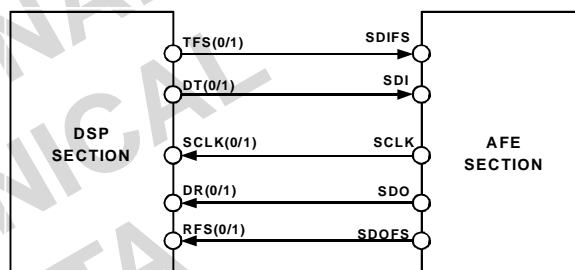 TFS(0/1) SDIFS
DT(0/1) SDI
DSP
SECTION
SCLK(0/1) SCLK
AFE
SECTION
DR(0/1) SDO
RFS(0/1) SDOFS
NICAL